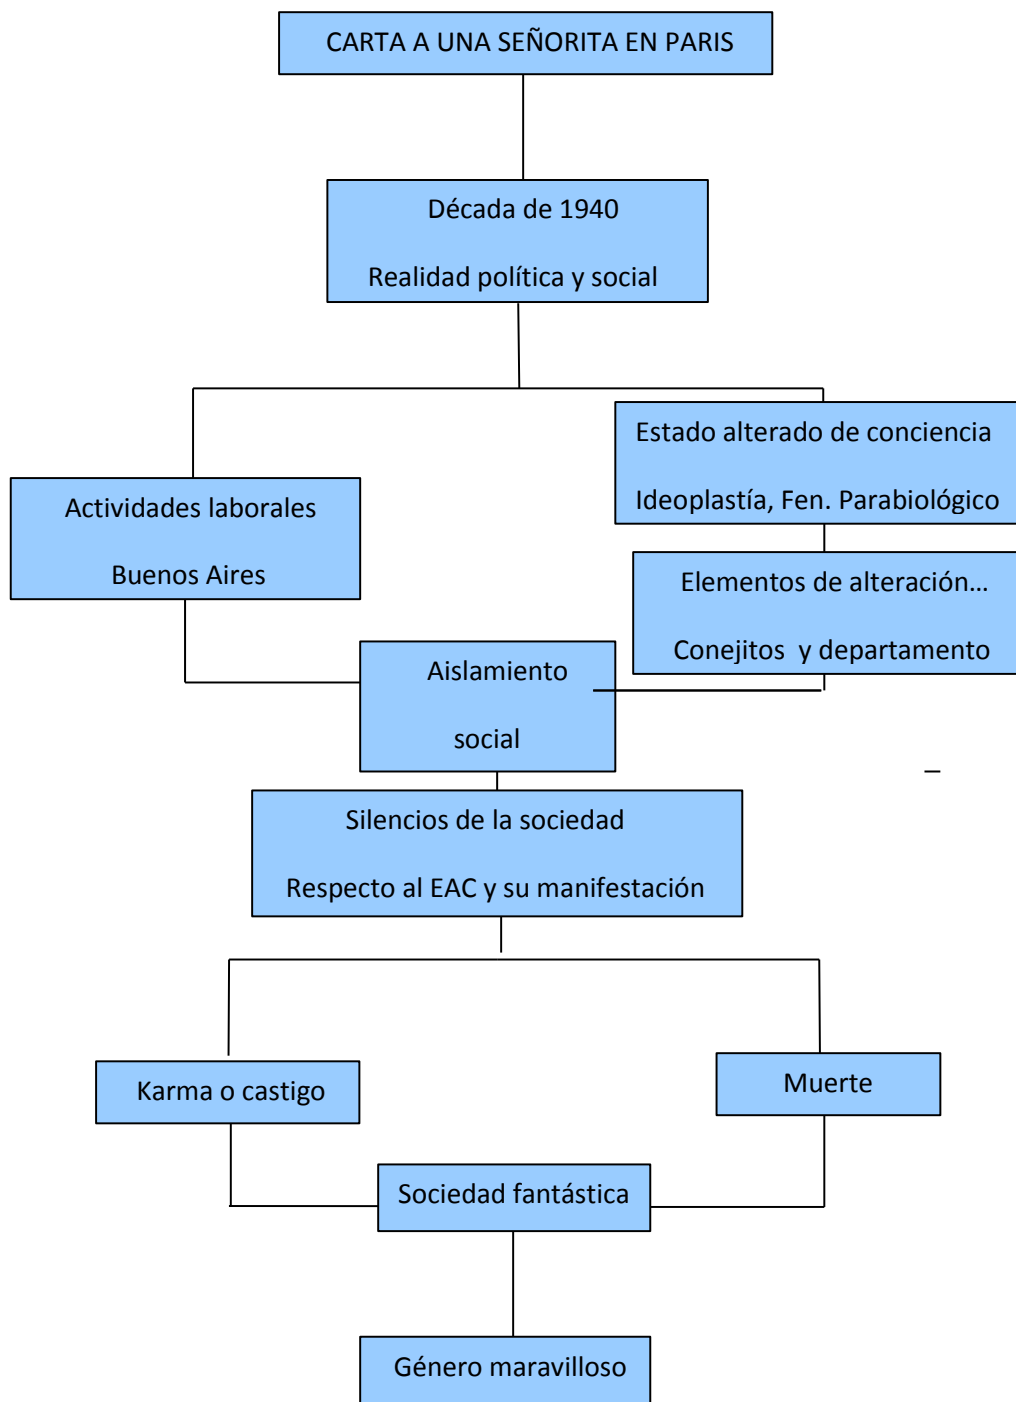 CARTA A UNA SEÑORITA EN PARIS
Década de 1940
Realidad política y social
Estado alterado de conciencia
Ideoplastía, Fen. Parabiológico
Actividades laborales
Buenos Aires
Elementos de alteración...
Conejitos y departamento
Aislamiento
social
Silencios de la sociedad
Respecto al EAC y su manifestación
Karma o castigo
Muerte
Sociedad fantástica
Género maravilloso